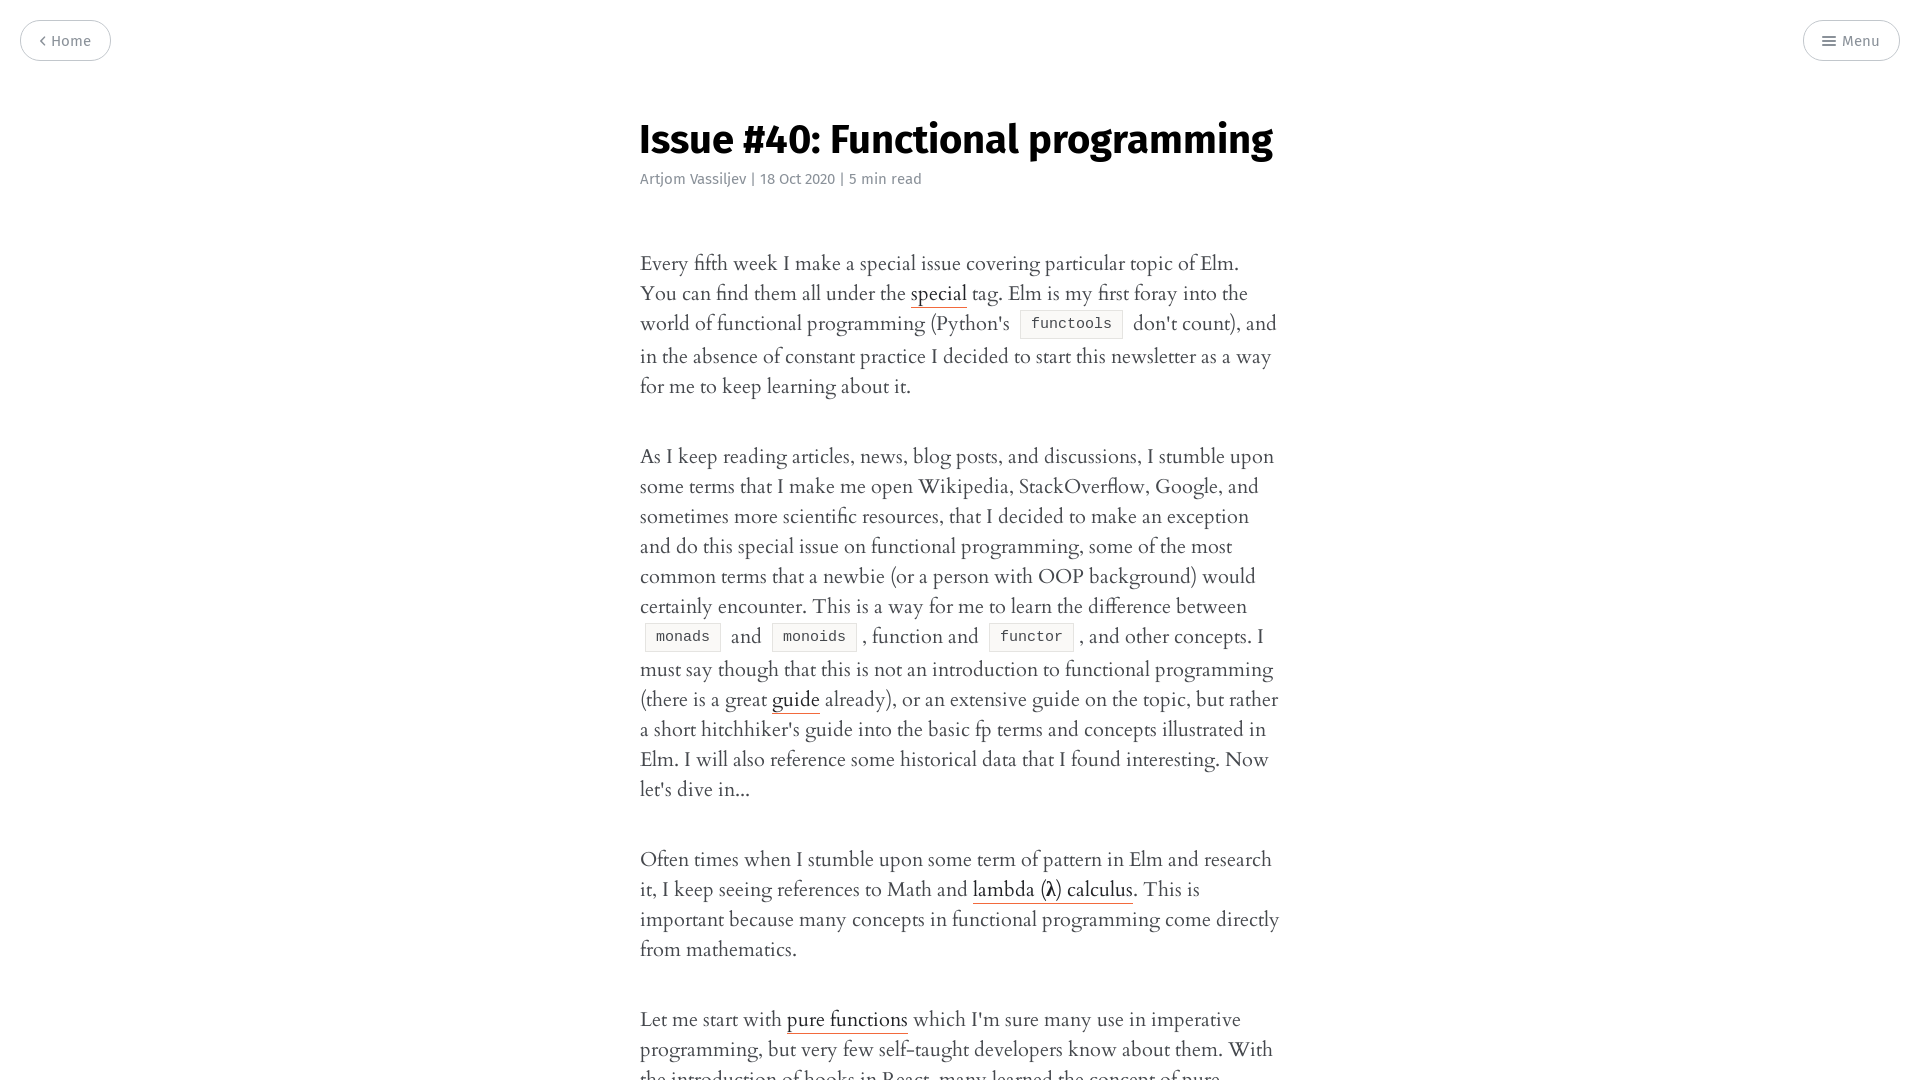 Home
Menu
Issue #40: Functional programming
Artjom Vassiljev | 18 Oct 2020 | 5 min read
Every fifth week I make a special issue covering particular topic of Elm.
You can find them all under the special tag. Elm is my first foray into the
world of functional programming (Python's functools don't count), and
in the absence of constant practice I decided to start this newsletter as a way
for me to keep learning about it.
As I keep reading articles, news, blog posts, and discussions, I stumble upon
some terms that I make me open Wikipedia, StackOverflow, Google, and
sometimes more scientific resources, that I decided to make an exception
and do this special issue on functional programming, some of the most
common terms that a newbie (or a person with OOP background) would
certainly encounter. This is a way for me to learn the difference between
monads and monoids , function and functor , and other concepts. I
must say though that this is not an introduction to functional programming
(there is a great guide already), or an extensive guide on the topic, but rather
a short hitchhiker's guide into the basic fp terms and concepts illustrated in
Elm. I will also reference some historical data that I found interesting. Now
let's dive in...
Often times when I stumble upon some term of pattern in Elm and research
it, I keep seeing references to Math and lambda (λ) calculus. This is
important because many concepts in functional programming come directly
from mathematics.
Let me start with pure functions which I'm sure many use in imperative
programming, but very few self-taught developers know about them. With
the introduction of hooks in React, many learned the concept of pure